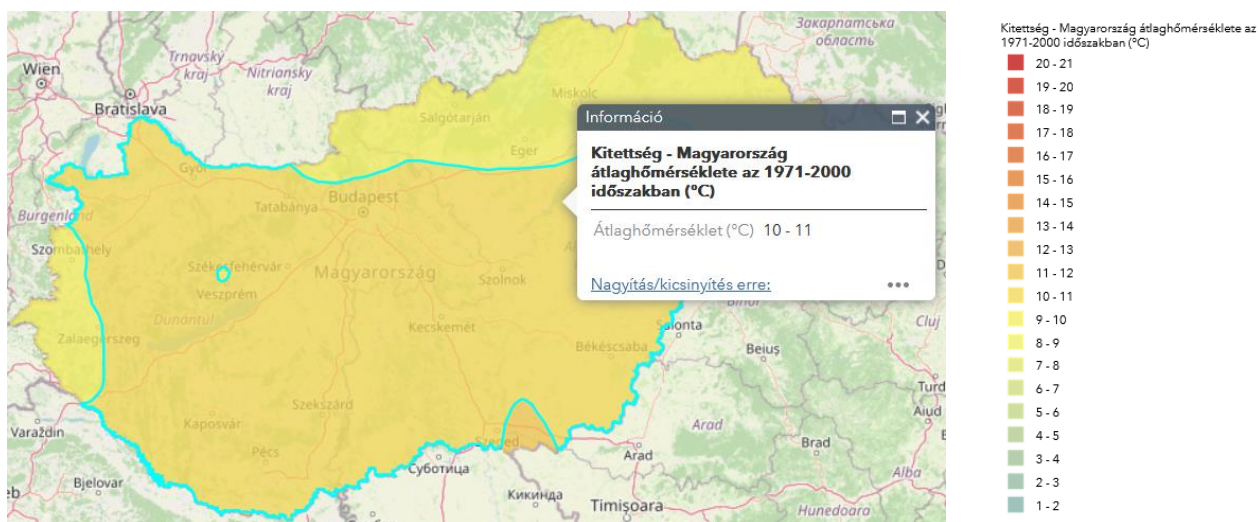 Закарпатська
область
Trnavský
kraj
Nitriansky
kraj
Wien
Bratislava
Miskolc
Salgótarján
Eger
Győr
Tatabánya
Budapest
Burgenland
Szombathely
Székesfehérvár
Veszprém
Magyarország
Szolnok
Dunántúl
Zalaegerszeg
Kecskemét
Békéscsaba
Salonta
Bihor
Cluj
Beiuș
Szekszárd
Kaposvár
Pécs
Szeged
Varaždin
Bjelovar
Суботица
Кикинда
Timișoara
Arad
Arad
Brad
Turd
Aiud
Alba
Hunedoara
Információ
Kitettség - Magyarország
átlaghőmérséklete az 1971-2000
időszakban (°C)
Átlaghőmérséklet (°C) 10 - 11
Nagyítás/kicsinyítés erre:
Kitettség - Magyarország átlaghőmérséklete az
1971-2000 időszakban (°C)
20 - 21
19 - 20
18 - 19
17 - 18
16 - 17
15 - 16
14 - 15
13 - 14
12 - 13
11 - 12
10 - 11
9 - 10
8 - 9
7 - 8
6 - 7
5 - 6
4 - 5
3 - 4
2 - 3
1 - 2